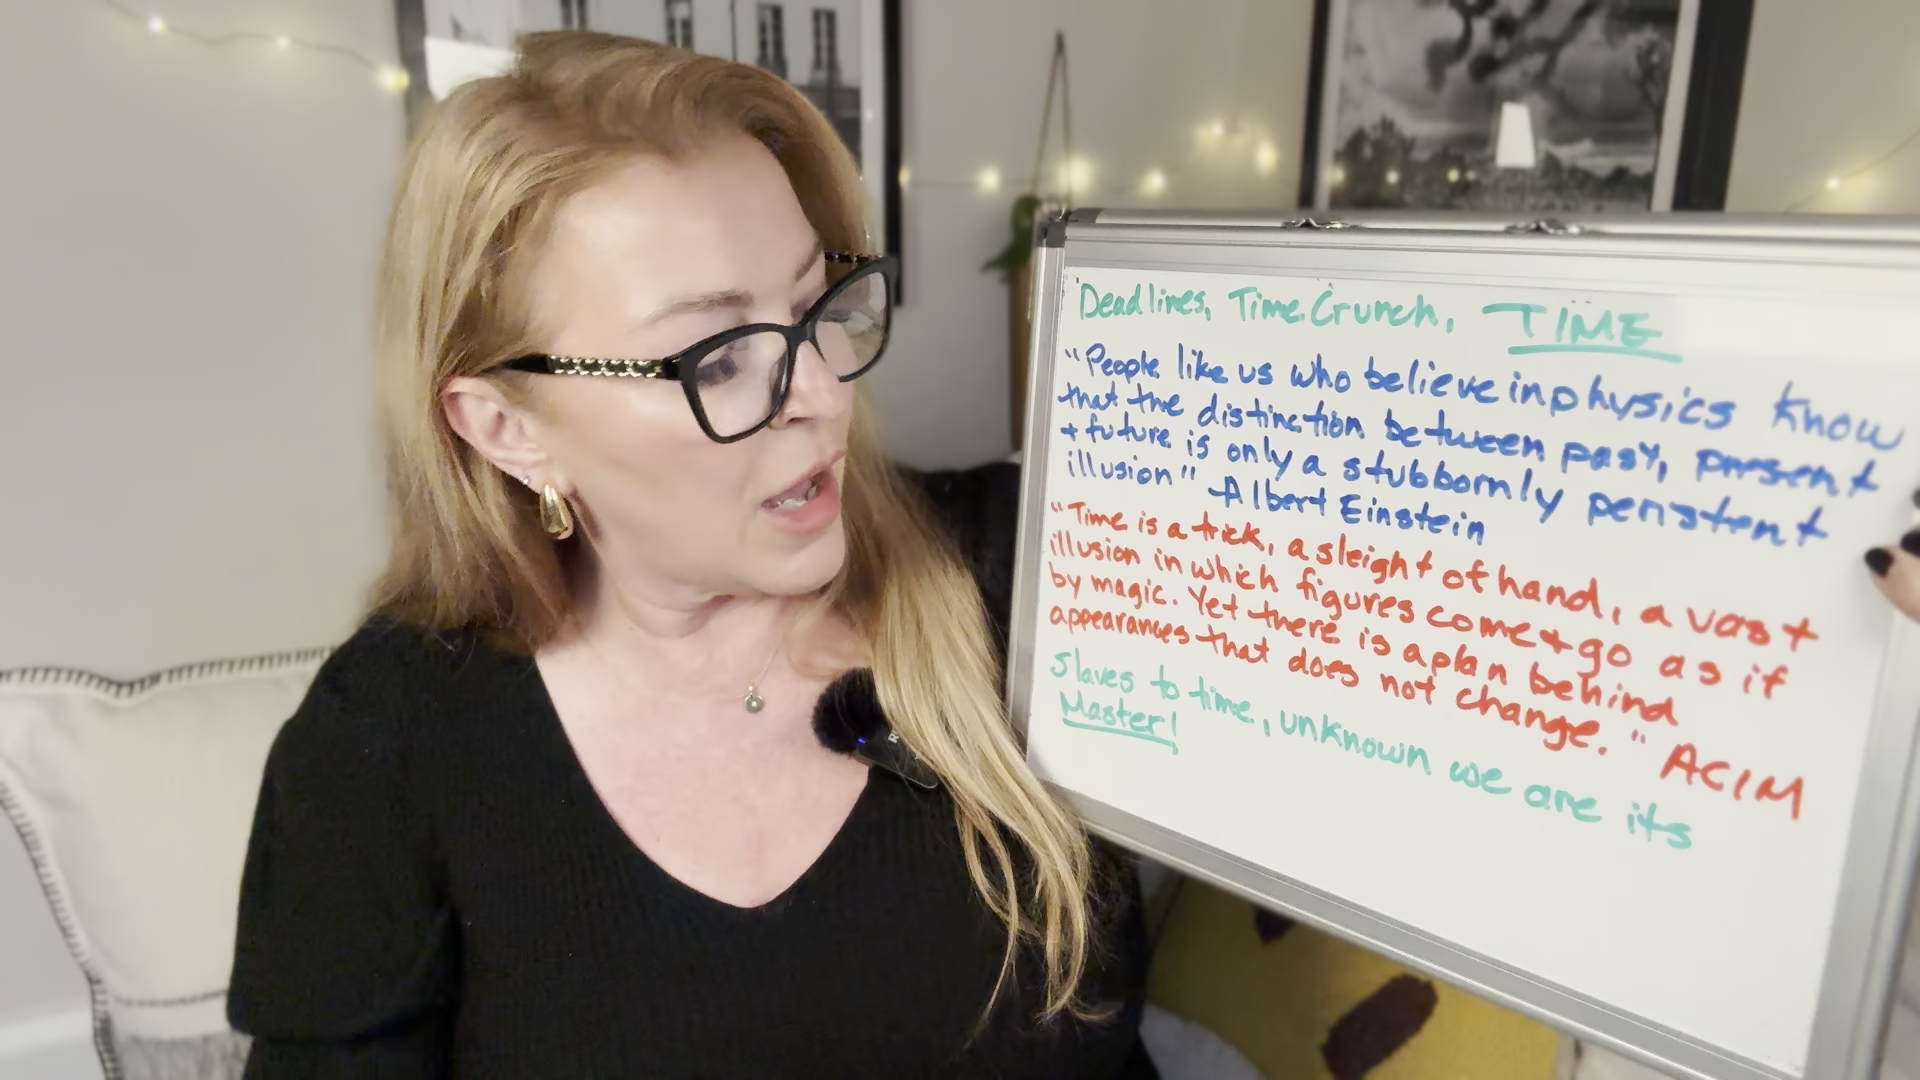 Deadlines, Time Crunch, TIME
"People like us who believe in physics know
that the distinction between past, present
+ future is only a stubbornly persistent
illusion" -Albert Einstein
"Time is a trick, a sleight of hand, a vast
illusion in which figures come + go as if
by magic. Yet there is a plan behind
appearances that does not change." ACIM
Slaves to time, unknown we are its
Master!